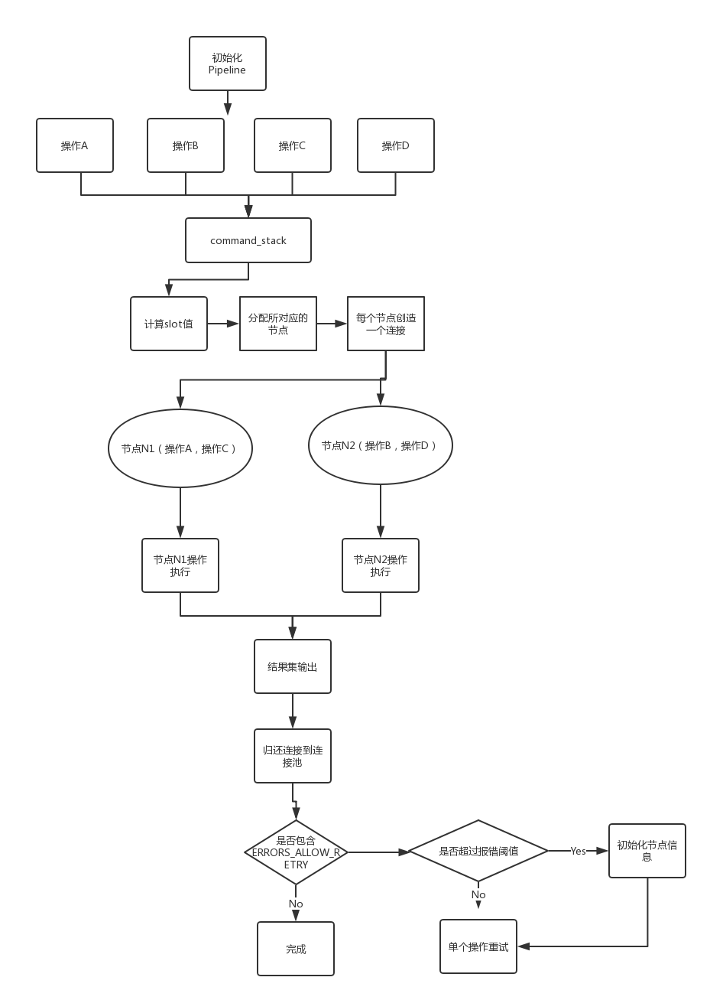 初始化
Pipeline
操作A
操作B
操作C
操作D
command_stack
计算slot值
分配所对应的
节点
每个节点创造
一个连接
节点N1（操作A，操作C）
节点N2（操作B，操作D）
节点N1操作
执行
节点N2操作
执行
结果集输出
归还连接到连
接池
是否包含
ERRORS_ALLOW_R
ETRY
是否超过报错阈值
Yes
初始化节点信
息
No
No
完成
单个操作重试